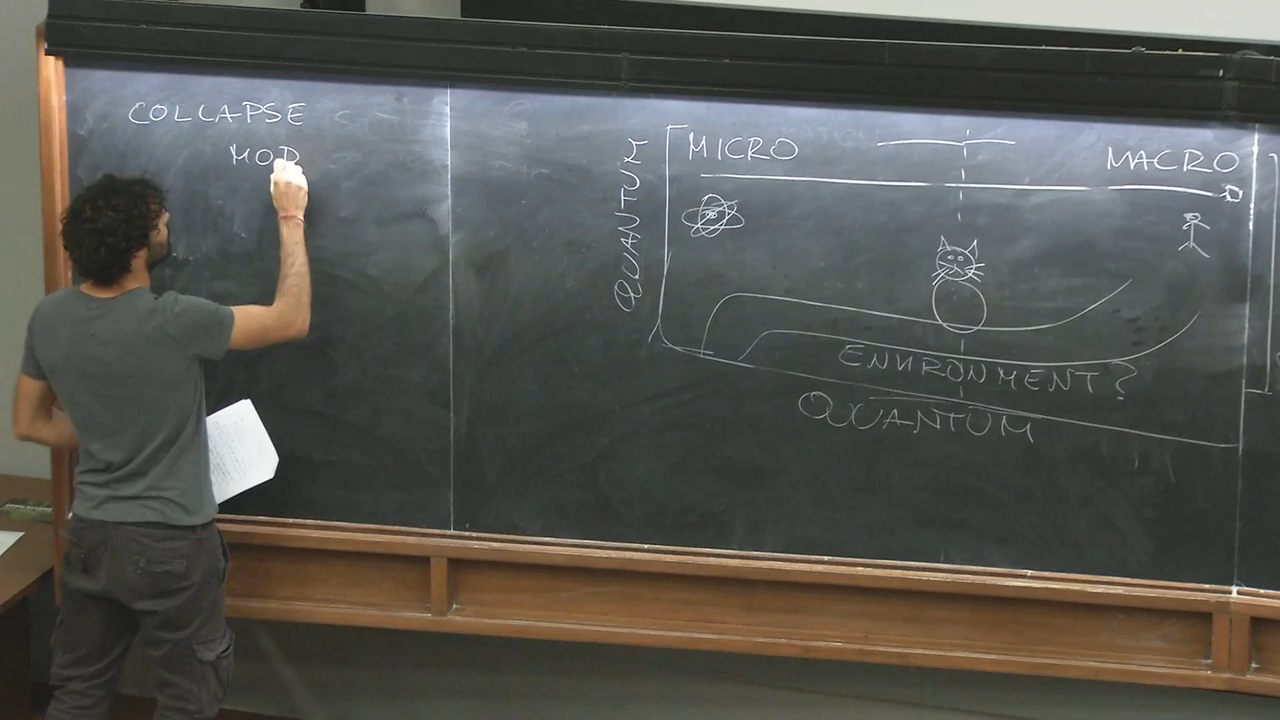 COLLAPSE
MOD
QUANTUM
MICRO
MACRO
ENVIRONMENT?
QUANTUM